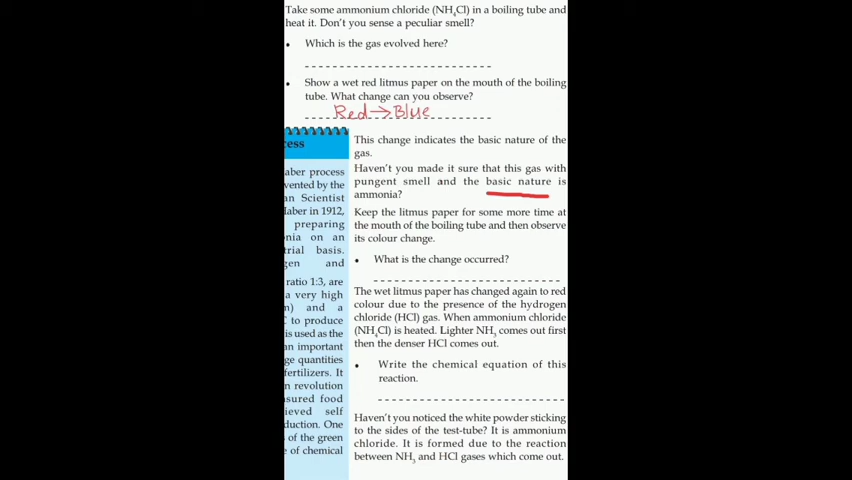 Take some ammonium chloride (NH₄Cl) in a boiling tube and
heat it. Don't you sense a peculiar smell?
• Which is the gas evolved here?
• Show a wet red litmus paper on the mouth of the boiling
tube. What change can you observe?
Red → Blue
cess
aber process
vented by the
an Scientist
Haber in 1912,
preparing
onia on an
trial basis.
gen and
ratio 1:3, are
a very high
m) and a
C to produce
is used as the
an important
ge quantities
fertilizers. It
n revolution
sured food
ieved self
duction. One
s of the green
e of chemical
This change indicates the basic nature of the
gas.
Haven't you made it sure that this gas with
pungent smell and the basic nature is
ammonia?
Keep the litmus paper for some more time at
the mouth of the boiling tube and then observe
its colour change.
• What is the change occurred?
The wet litmus paper has changed again to red
colour due to the presence of the hydrogen
chloride (HCl) gas. When ammonium chloride
(NH₄Cl) is heated. Lighter NH₃ comes out first
then the denser HCl comes out.
• Write the chemical equation of this
reaction.
Haven't you noticed the white powder sticking
to the sides of the test-tube? It is ammonium
chloride. It is formed due to the reaction
between NH₃ and HCl gases which come out.